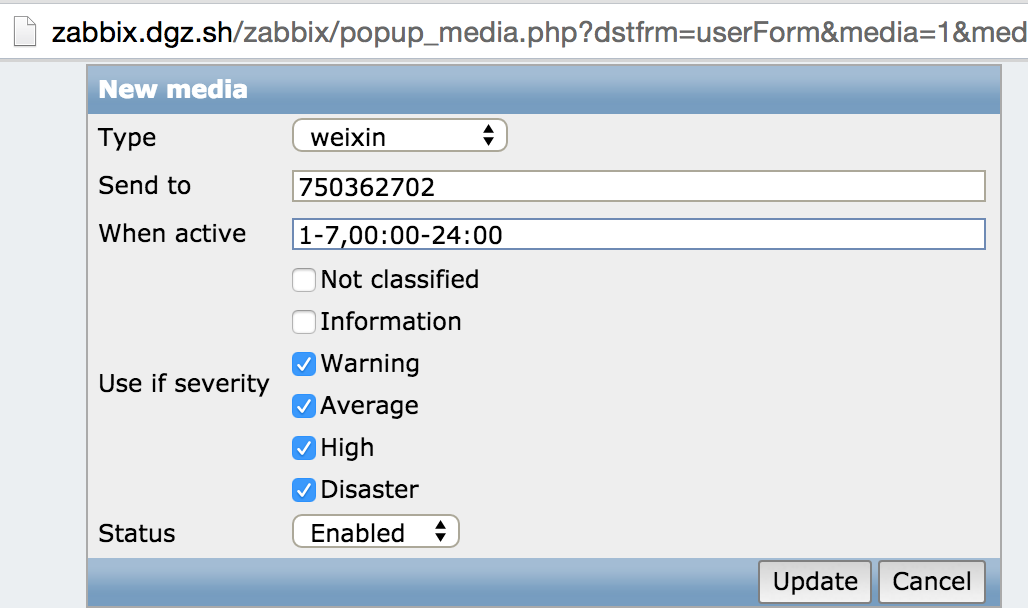 zabbix.dgz.sh/zabbix/popup_media.php?dstfrm=userForm&media=1&med
New media
Type weixin
Send to 750362702
When active 1-7,00:00-24:00
Not classified
Information
Warning
Use if severity
Average
High
Disaster
Status Enabled
Update Cancel